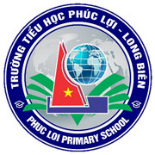 TRƯỜNG TIỂU HỌC PHÚC LỢI - LONG BIÊN
PHUC LOI PRIMARY SCHOOL